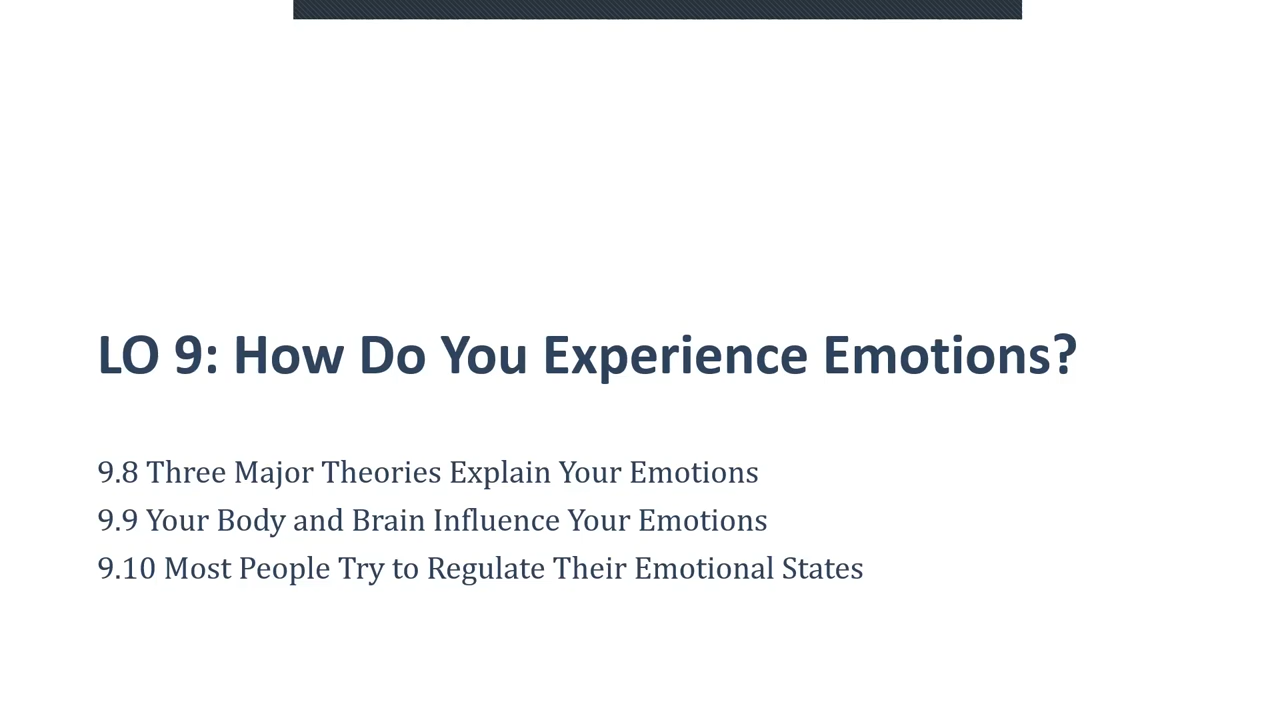 LO 9: How Do You Experience Emotions?
9.8 Three Major Theories Explain Your Emotions
9.9 Your Body and Brain Influence Your Emotions
9.10 Most People Try to Regulate Their Emotional States